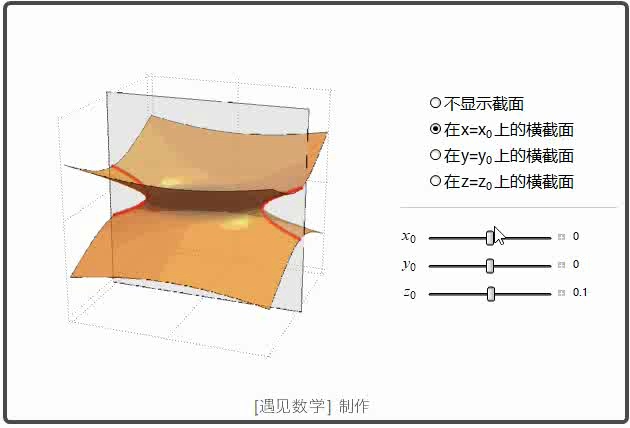 不显示截面
在x=x₀上的横截面
在y=y₀上的横截面
在z=z₀上的横截面
x₀ 0
y₀ 0
z₀ 0.1
[遇见数学] 制作